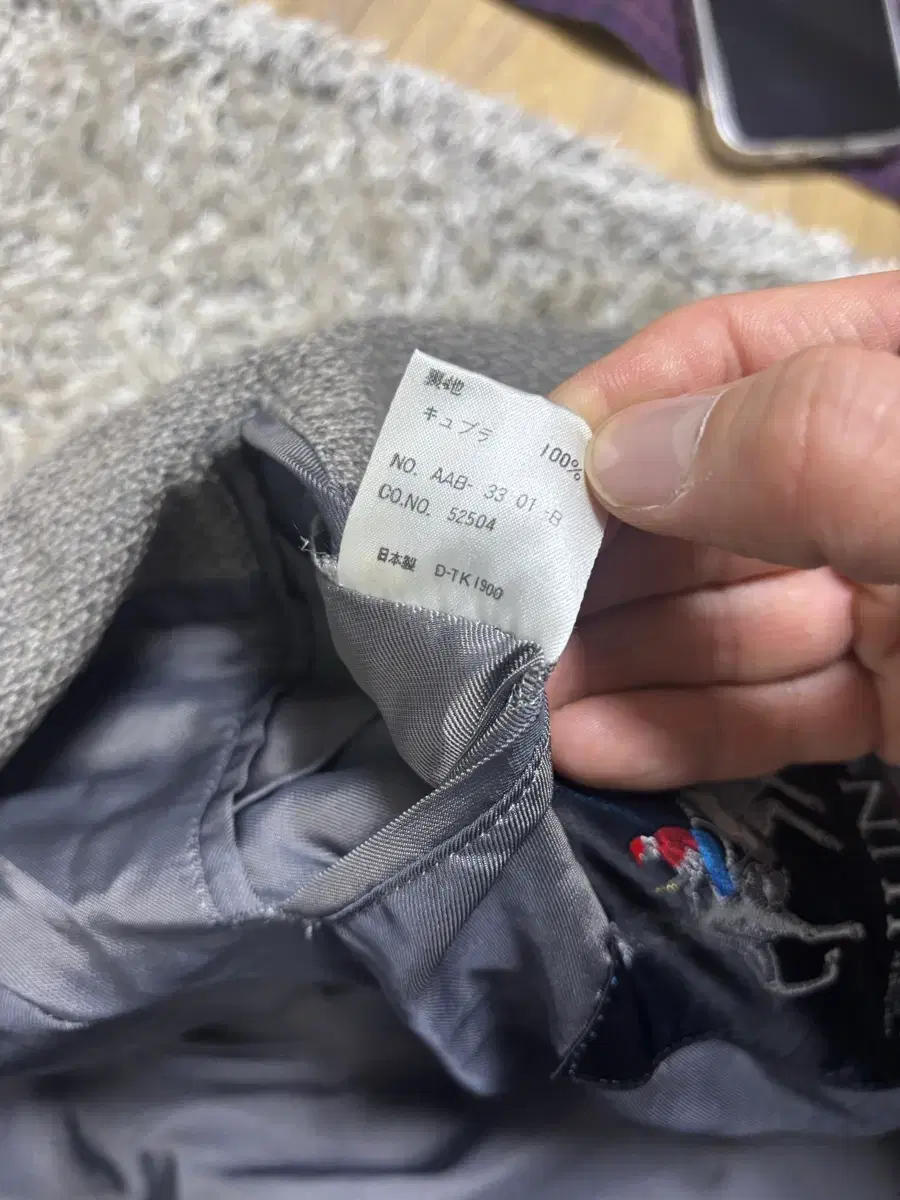 裏地
キュプラ 100%
NO. AAB- 33 01 -B
CO.NO. 52504
日本製 D-TK1900